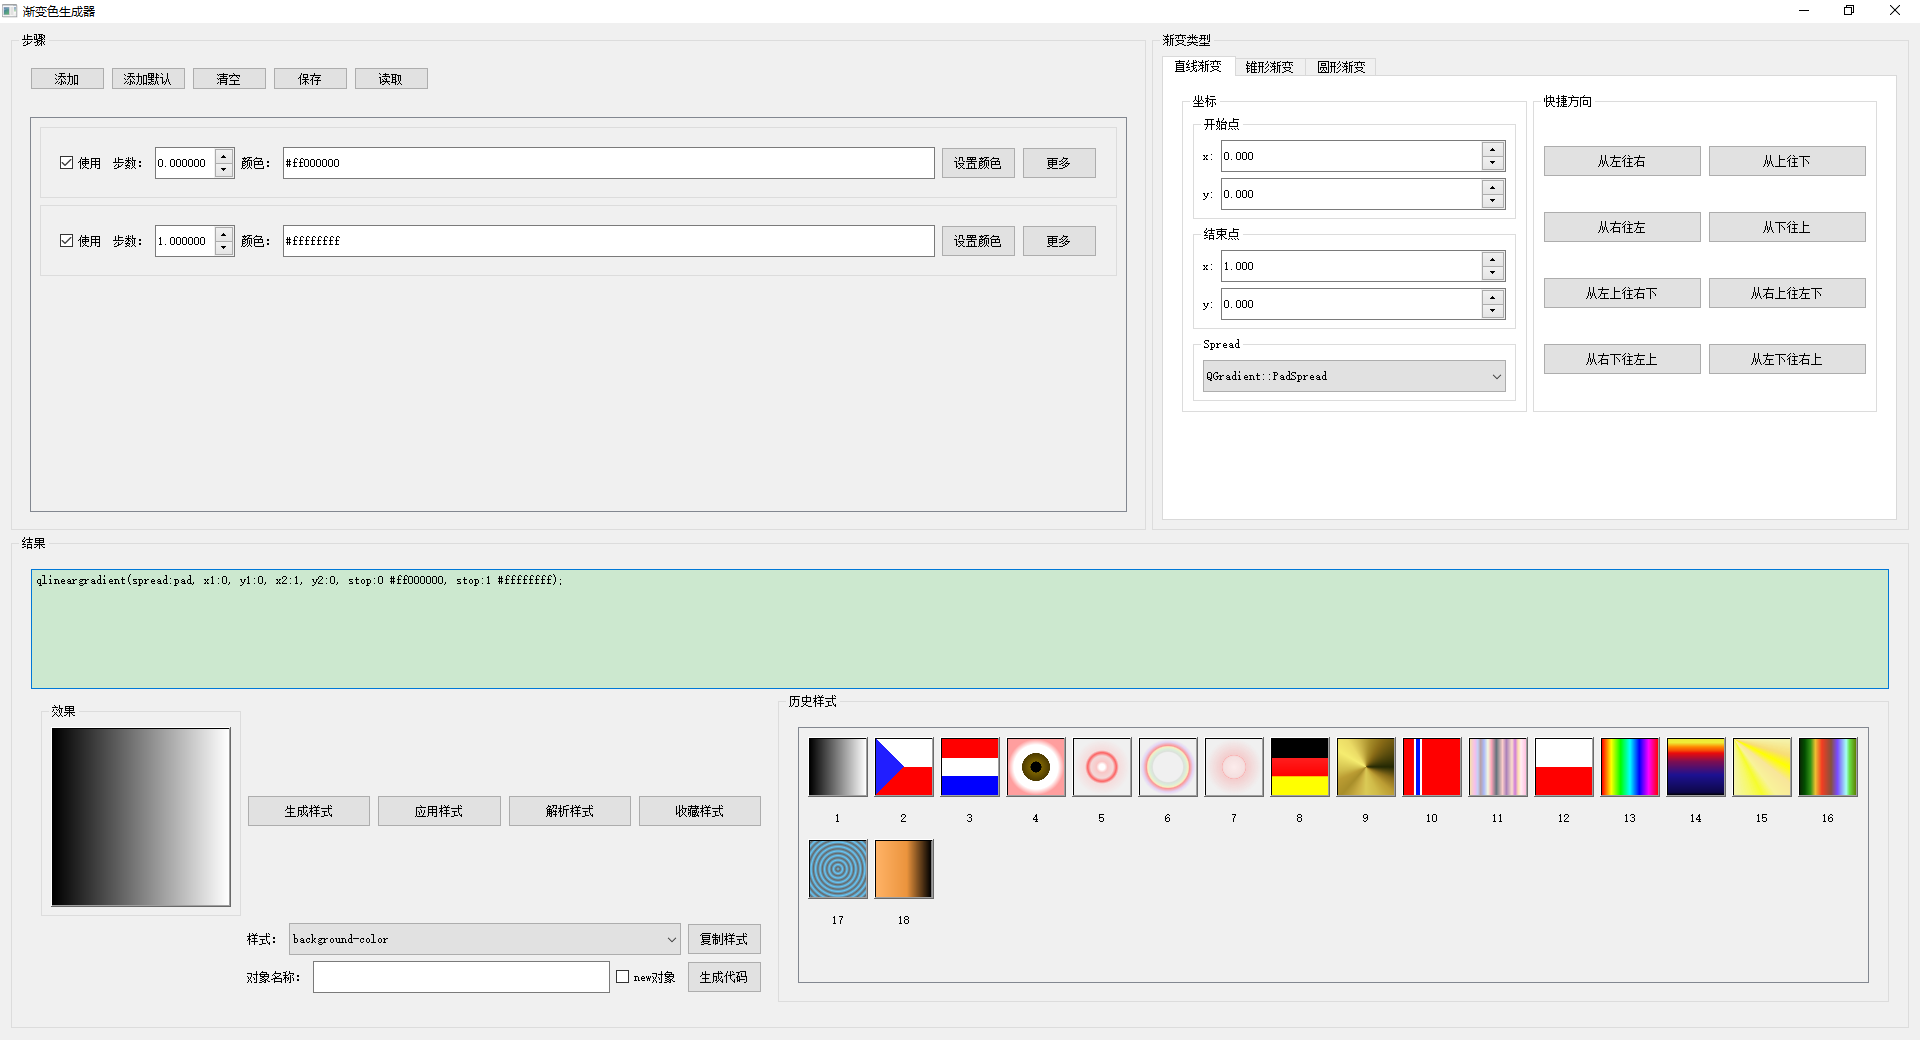 渐变色生成器
步骤
添加 添加默认 清空 保存 读取
使用 步数: 0.000000 颜色: #ff000000 设置颜色 更多
使用 步数: 1.000000 颜色: #ffffffff 设置颜色 更多
渐变类型
直线渐变 锥形渐变 圆形渐变
坐标
开始点
x: 0.000
y: 0.000
结束点
x: 1.000
y: 0.000
Spread
QGradient::PadSpread
快捷方向
从左往右 从上往下
从右往左 从下往上
从左上往右下 从右上往左下
从右下往左上 从左下往右上
结果
qlineargradient(spread:pad, x1:0, y1:0, x2:1, y2:0, stop:0 #ff000000, stop:1 #ffffffff);
效果
生成样式 应用样式 解析样式 收藏样式
样式: background-color 复制样式
对象名称: new对象 生成代码
历史样式
1 2 3 4 5 6 7 8 9 10 11 12 13 14 15 16
17 18